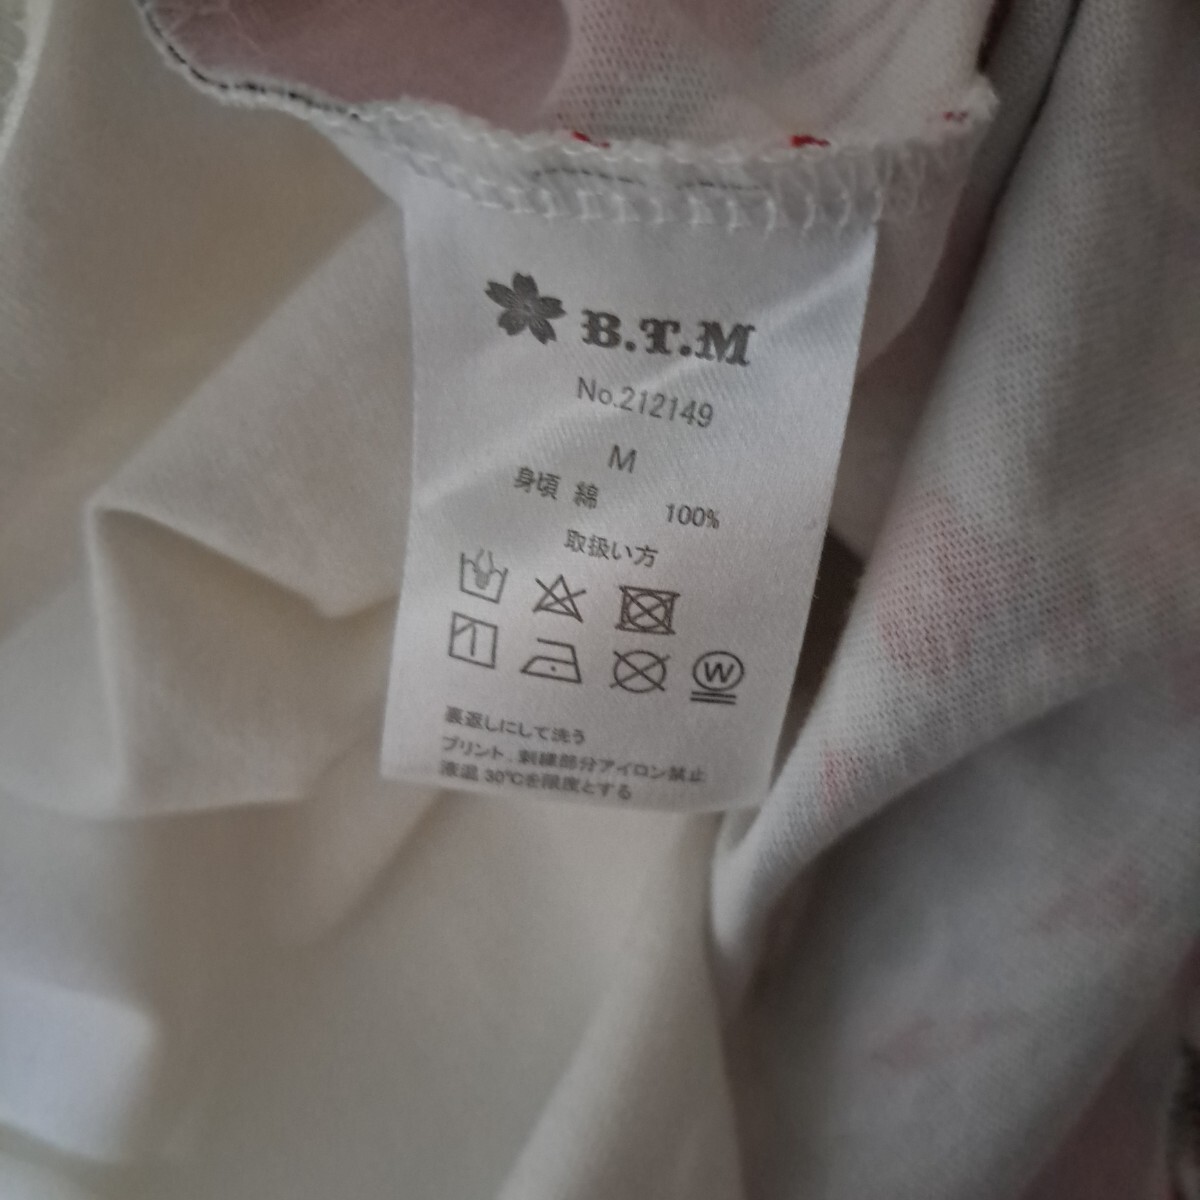 B.T.M
No.212149
M
身頃 綿 100%
取扱い方
W
裏返しにして洗う
プリント.刺繍部分アイロン禁止
液温 30℃を限度とする